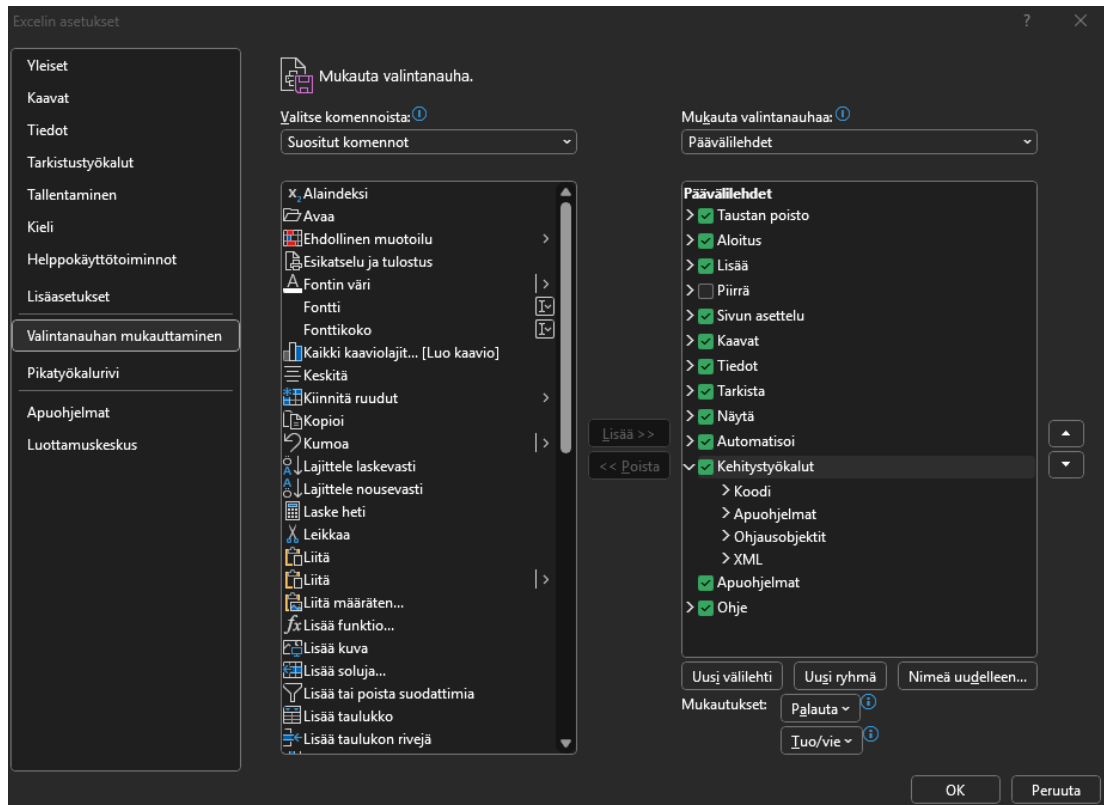 Excelin asetukset
?
Yleiset
Kaavat
Tiedot
Tarkistustyökalut
Tallentaminen
Kieli
Helppokäyttötoiminnot
Lisäasetukset
Valintanauhan mukauttaminen
Pikatyökalurivi
Apuohjelmat
Luottamuskeskus
Mukauta valintanauha.
Valitse komennoista:
Suositut komennot
Alaindeksi
Avaa
Ehdollinen muotoilu
Esikatselu ja tulostus
Fontin väri
Fontti
Fonttikoko
Kaikki kaaviolajit... [Luo kaavio]
Keskitä
Kiinnitä ruudut
Kopioi
Kumoa
Lajittele laskevasti
Lajittele nousevasti
Laske heti
Leikkaa
Liitä
Liitä
Liitä määräten...
Lisää funktio...
Lisää kuva
Lisää soluja...
Lisää tai poista suodattimia
Lisää taulukko
Lisää taulukon rivejä
Lisää >>
<< Poista
Mukauta valintanauhaa:
Päävälilehdet
Päävälilehdet
Taustan poisto
Aloitus
Lisää
Piirrä
Sivun asettelu
Kaavat
Tiedot
Tarkista
Näytä
Automatisoi
Kehitystyökalut
Koodi
Apuohjelmat
Ohjausobjektit
XML
Apuohjelmat
Ohje
Uusi välilehti
Uusi ryhmä
Nimeä uudelleen...
Mukautukset:
Palauta
Tuo/vie
OK
Peruuta